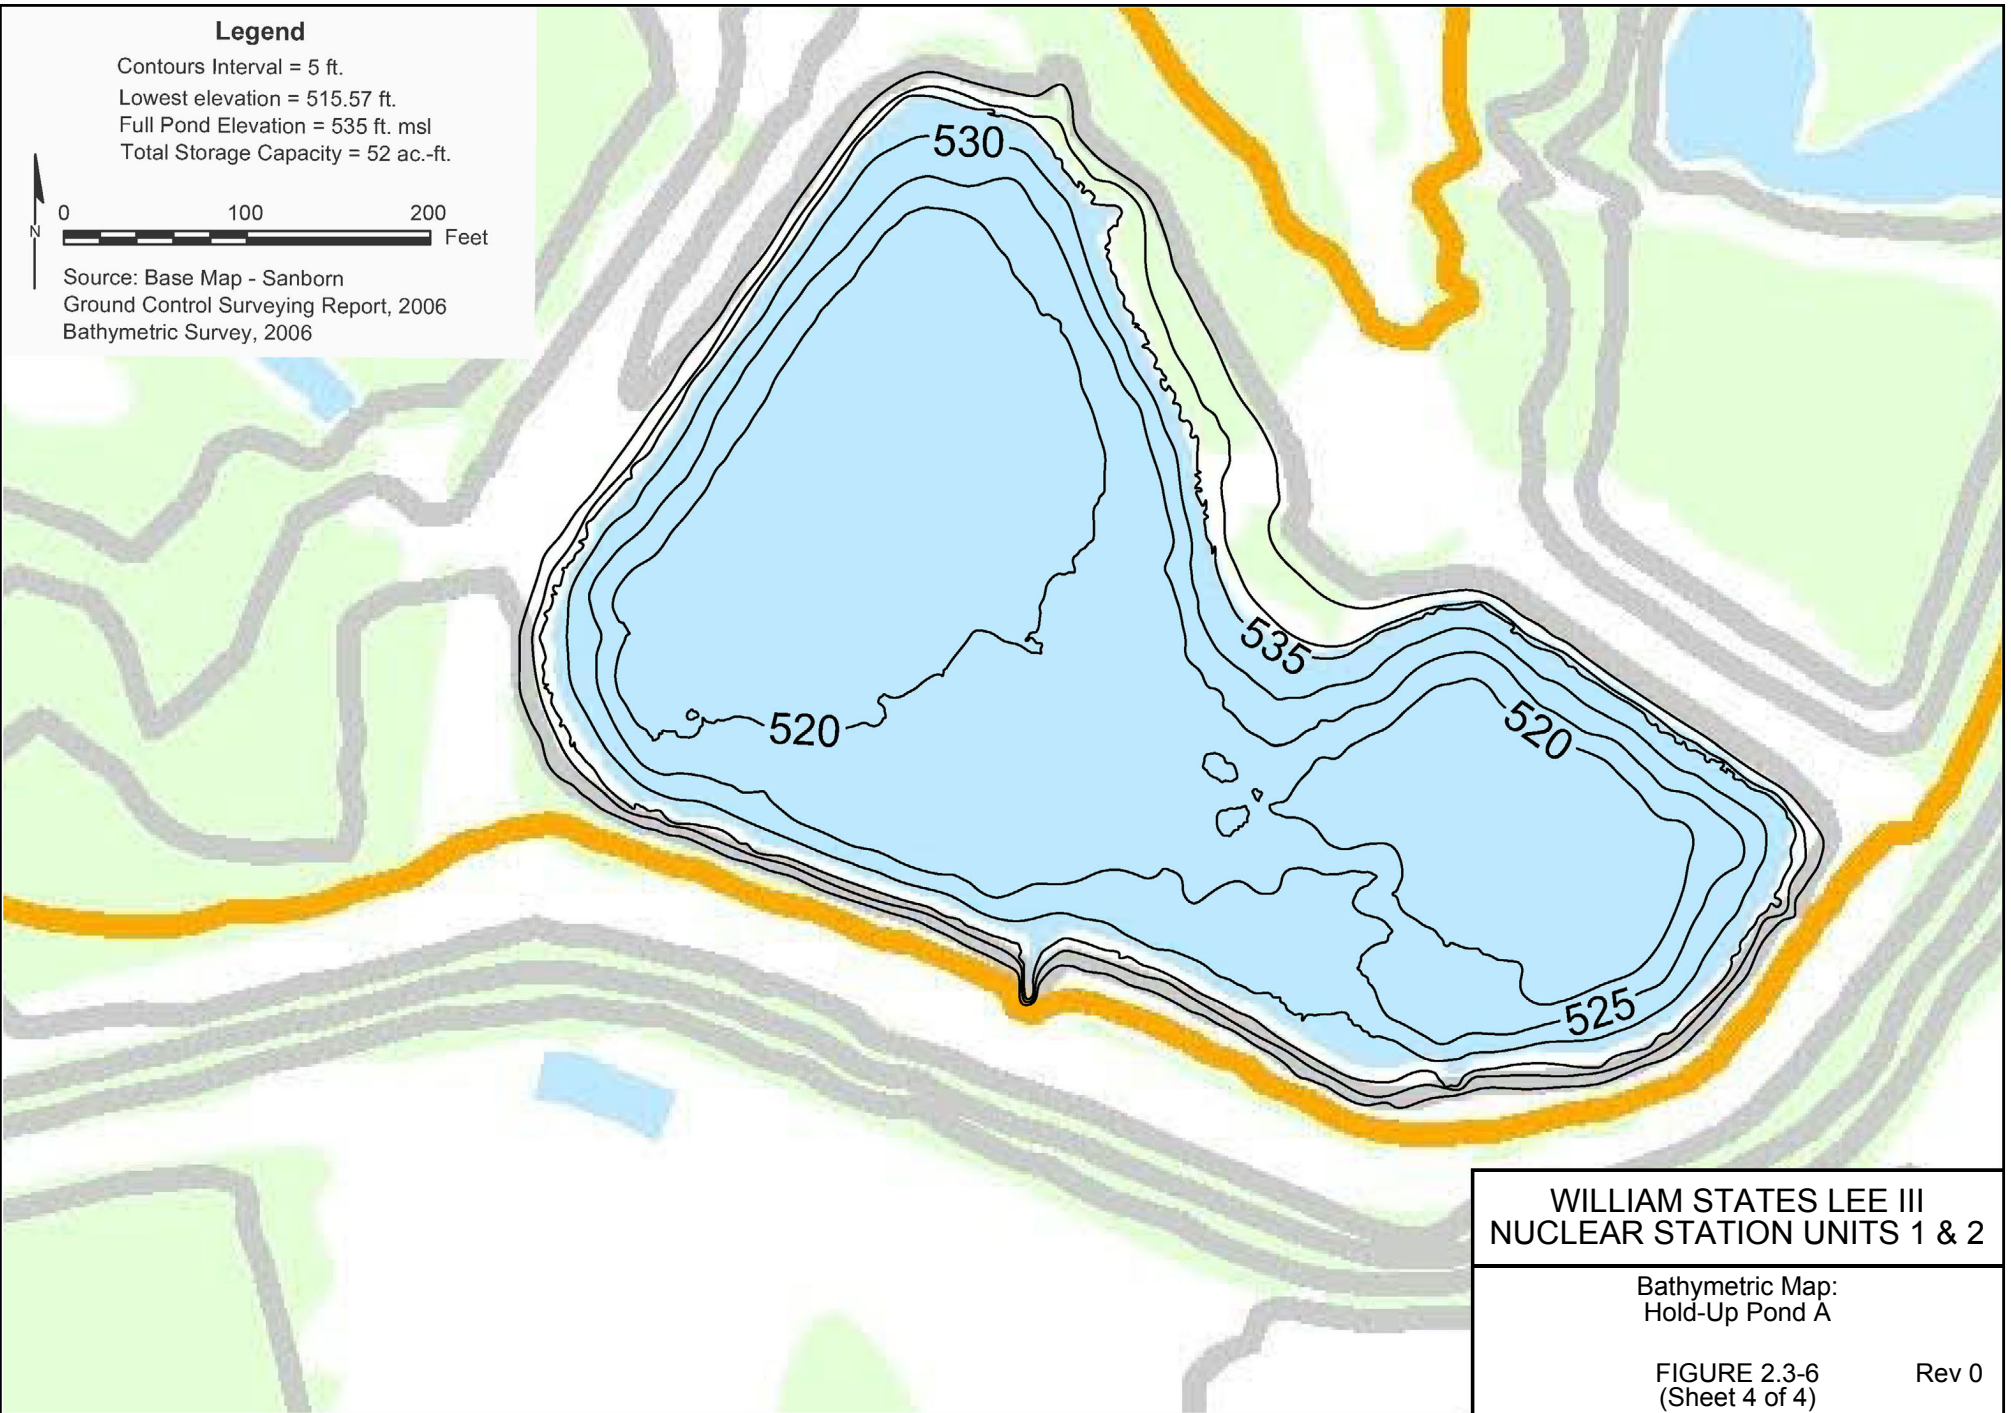 Legend
Contours Interval = 5 ft.
Lowest elevation = 515.57 ft.
Full Pond Elevation = 535 ft. msl
Total Storage Capacity = 52 ac.-ft.
0 100 200
Feet
N
Source: Base Map - Sanborn
Ground Control Surveying Report, 2006
Bathymetric Survey, 2006
530
535
520
520
525
WILLIAM STATES LEE III
NUCLEAR STATION UNITS 1 & 2
Bathymetric Map:
Hold-Up Pond A
FIGURE 2.3-6 Rev 0
(Sheet 4 of 4)